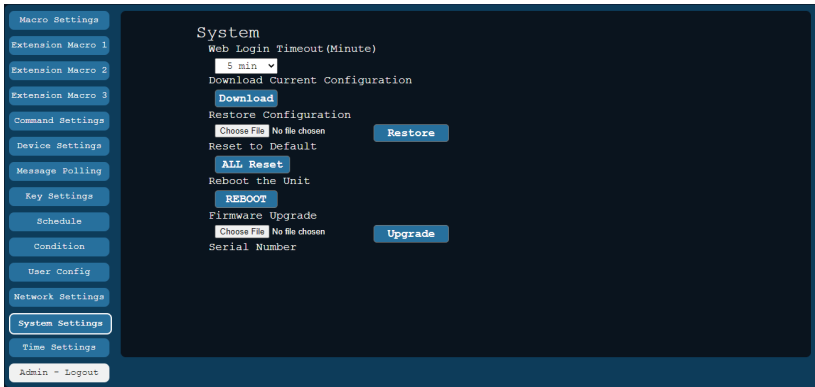 Macro Settings
Extension Macro 1
Extension Macro 2
Extension Macro 3
Command Settings
Device Settings
Message Polling
Key Settings
Schedule
Condition
User Config
Network Settings
System Settings
Time Settings
Admin - Logout
System
Web Login Timeout(Minute)
5 min
Download Current Configuration
Download
Restore Configuration
Choose File No file chosen Restore
Reset to Default
ALL Reset
Reboot the Unit
REBOOT
Firmware Upgrade
Choose File No file chosen Upgrade
Serial Number